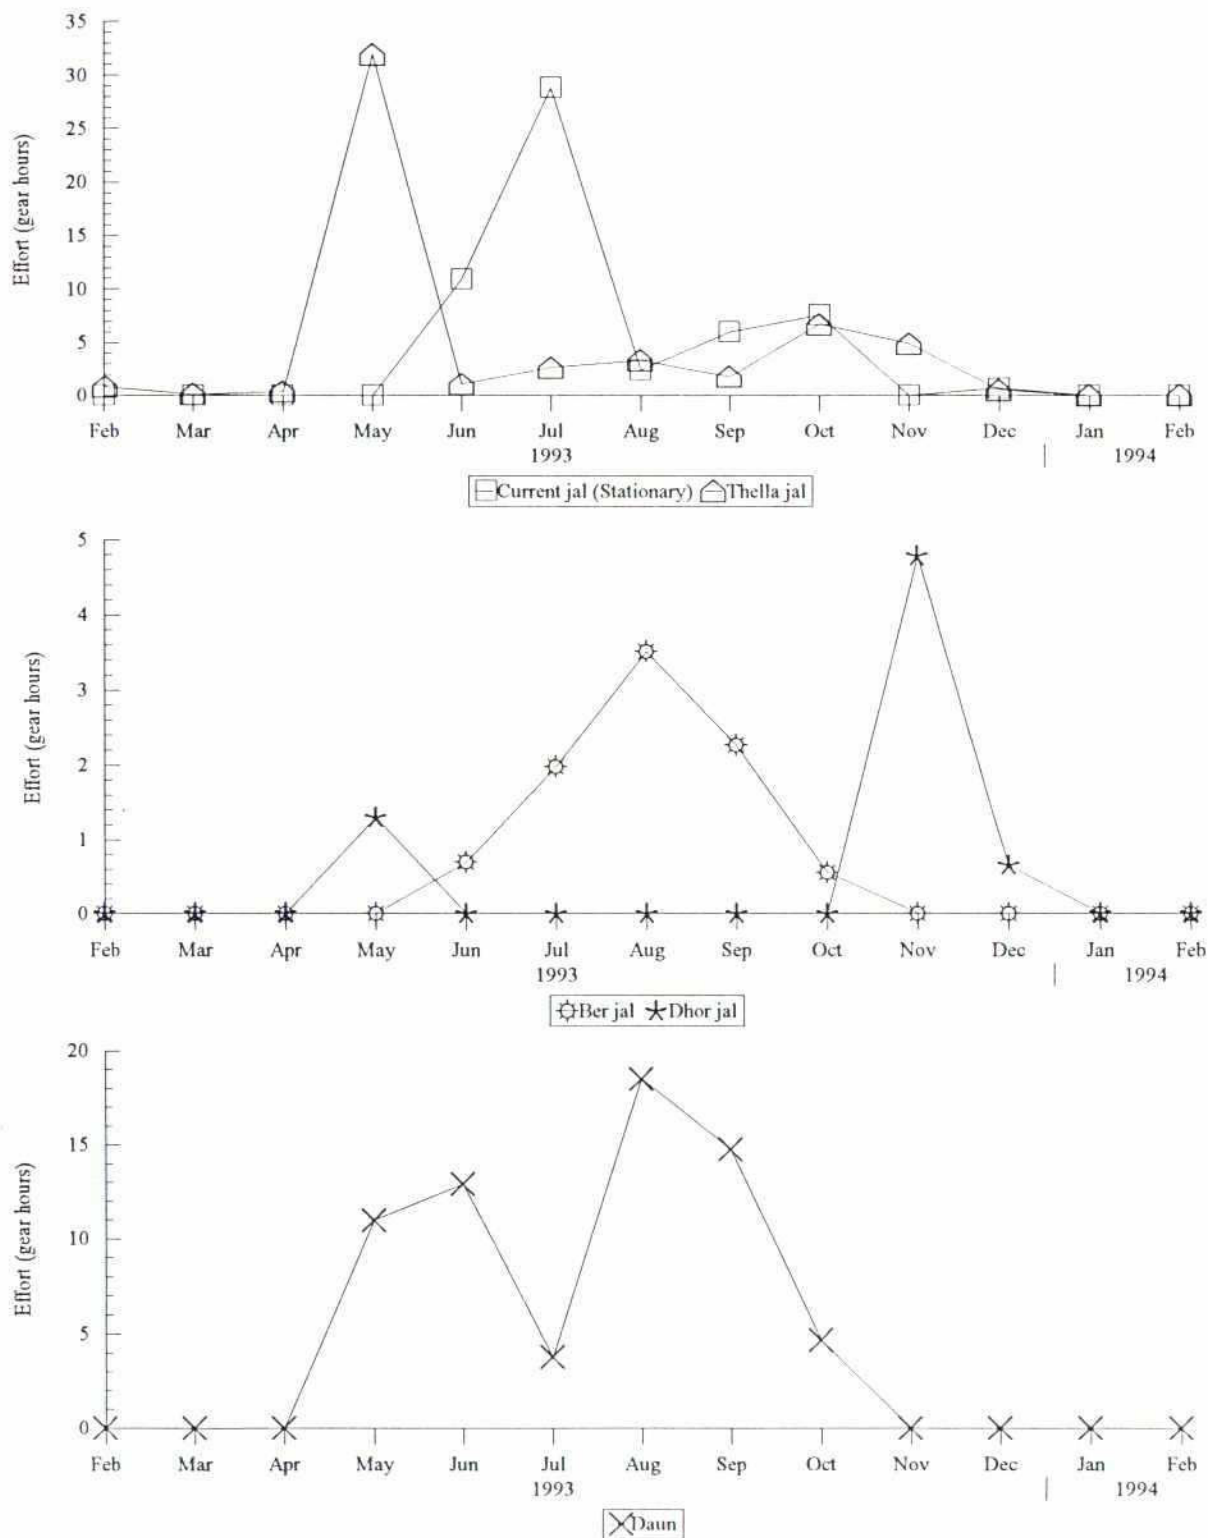 35
30
25
20
15
10
5
0
Effort (gear hours)
Feb Mar Apr May Jun Jul Aug Sep Oct Nov Dec Jan Feb
1993 1994
Current jal (Stationary) Thella jal
5
4
3
2
1
0
Effort (gear hours)
Feb Mar Apr May Jun Jul Aug Sep Oct Nov Dec Jan Feb
1993 1994
Ber jal Dhor jal
20
15
10
5
0
Effort (gear hours)
Feb Mar Apr May Jun Jul Aug Sep Oct Nov Dec Jan Feb
1993 1994
Daun